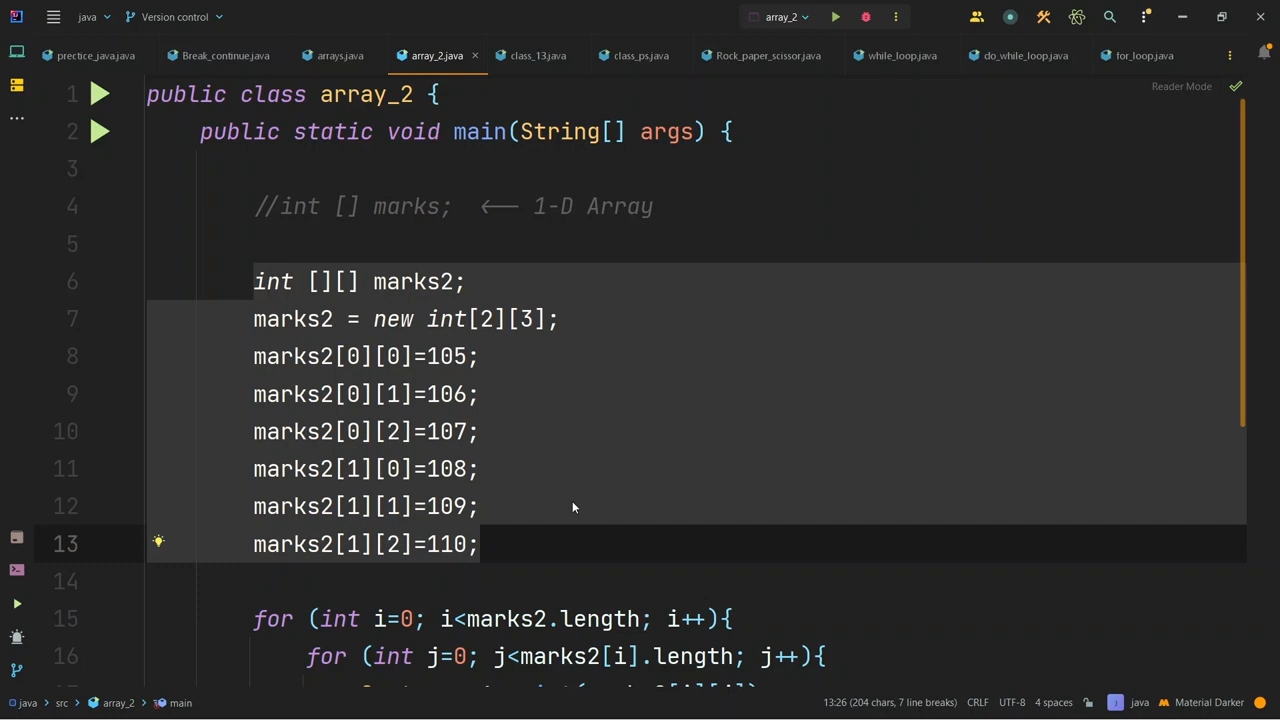 java Version control array_2
prectice_java.java Break_continue.java arrays.java array_2.java class_13.java class_ps.java Rock_paper_scissor.java while_loop.java do_while_loop.java for_loop.java
Reader Mode
1 public class array_2 {
2 public static void main(String[] args) {
3
4 //int [] marks; <-- 1-D Array
5
6 int [][] marks2;
7 marks2 = new int[2][3];
8 marks2[0][0]=105;
9 marks2[0][1]=106;
10 marks2[0][2]=107;
11 marks2[1][0]=108;
12 marks2[1][1]=109;
13 marks2[1][2]=110;
14
15 for (int i=0; i<marks2.length; i++){
16 for (int j=0; j<marks2[i].length; j++){
java > src > array_2 > main 13:26 (204 chars, 7 line breaks) CRLF UTF-8 4 spaces java Material Darker